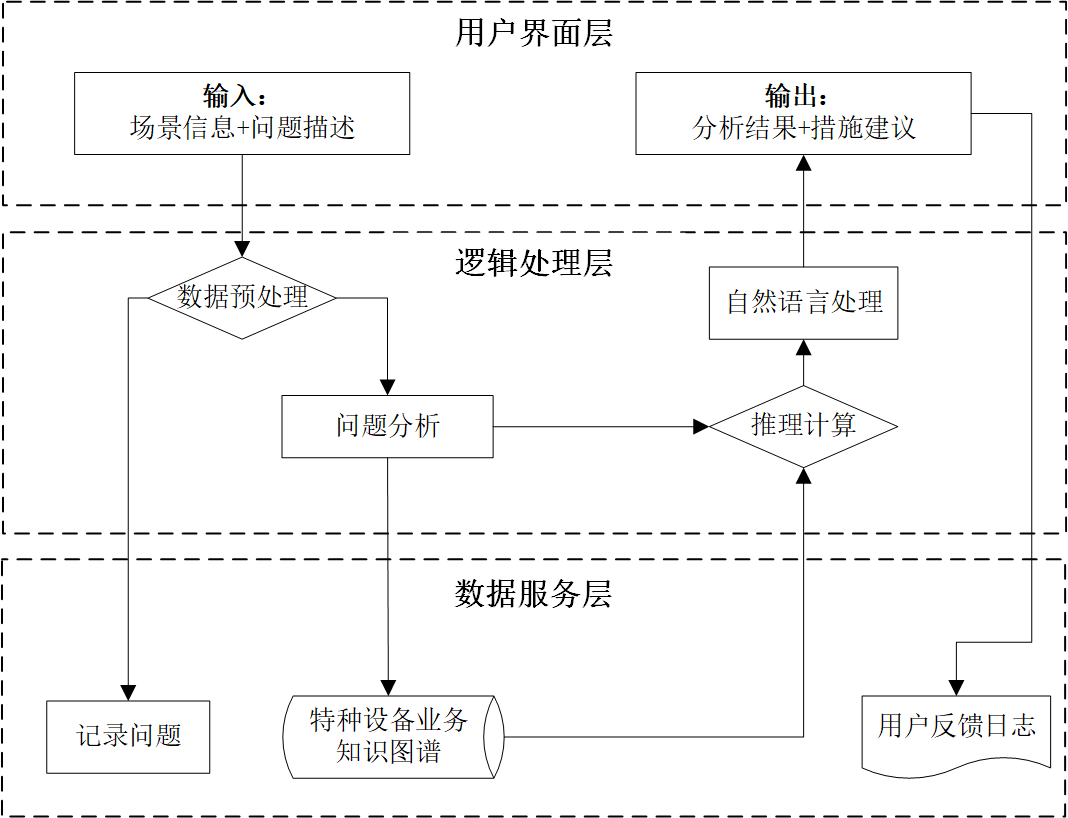 用户界面层
输入：
场景信息+问题描述
输出：
分析结果+措施建议
逻辑处理层
数据预处理
自然语言处理
问题分析
推理计算
数据服务层
记录问题
特种设备业务
知识图谱
用户反馈日志